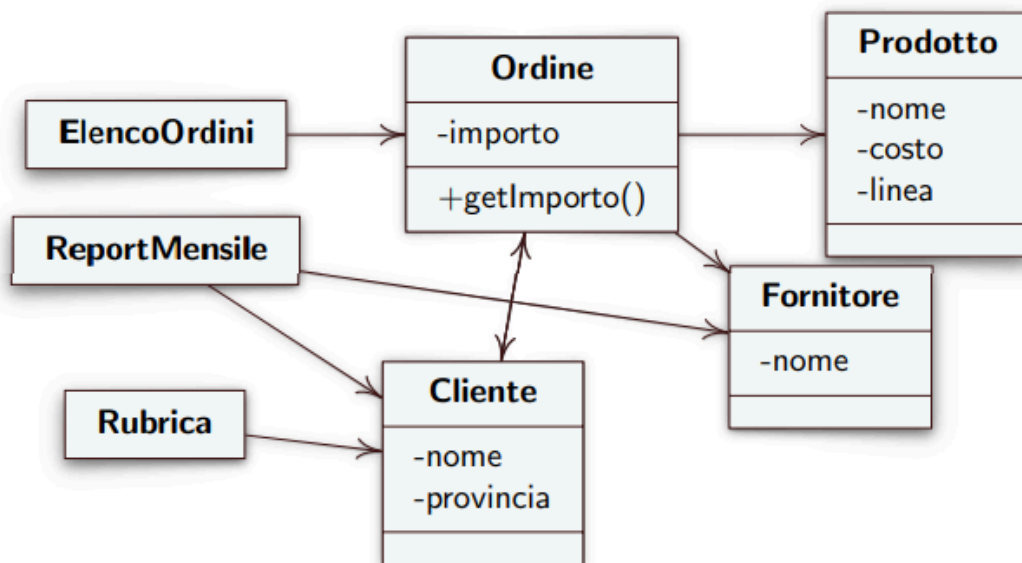 ElencoOrdini
Ordine
-importo
+getImporto()
Prodotto
-nome
-costo
-linea
ReportMensile
Fornitore
-nome
Rubrica
Cliente
-nome
-provincia